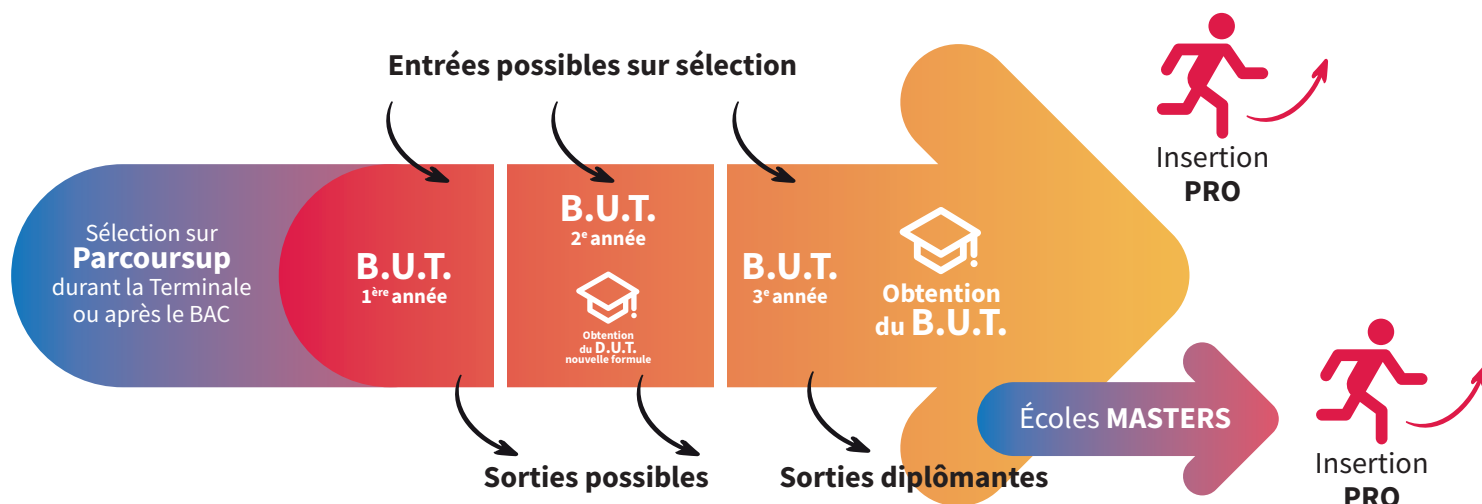 Entrées possibles sur sélection
Insertion
PRO
Sélection sur
Parcoursup
durant la Terminale
ou après le BAC
B.U.T.
1ère année
B.U.T.
2e année
Obtention
du D.U.T.
nouvelle formule
B.U.T.
3e année
Obtention
du B.U.T.
Écoles MASTERS
Sorties possibles
Sorties diplômantes
Insertion
PRO